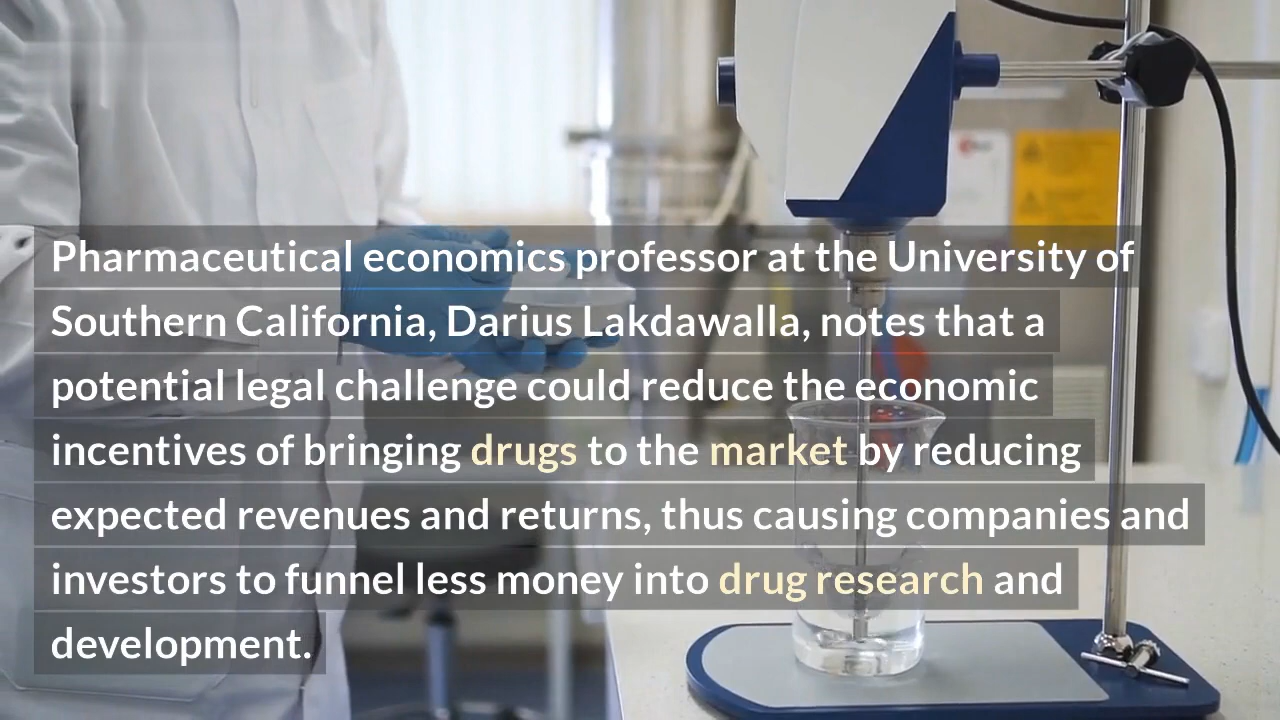 Pharmaceutical economics professor at the University of
Southern California, Darius Lakdawalla, notes that a
potential legal challenge could reduce the economic
incentives of bringing drugs to the market by reducing
expected revenues and returns, thus causing companies and
investors to funnel less money into drug research and
development.